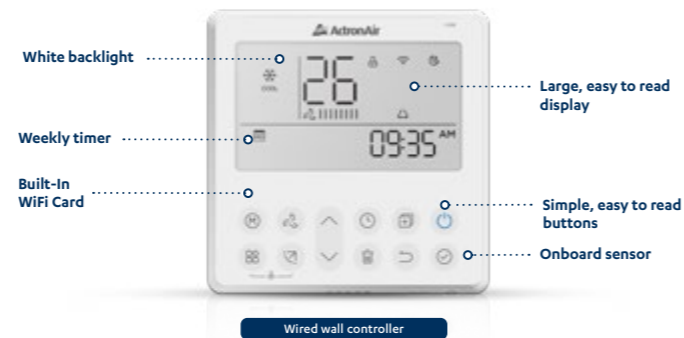 ActronAir
White backlight
COOL
26
Large, easy to read
display
Weekly timer
09:35 AM
Built-In
WiFi Card
Simple, easy to read
buttons
M
Onboard sensor
Wired wall controller